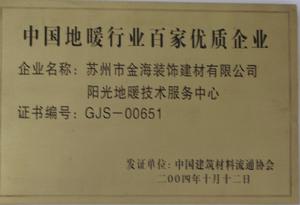 中国地暖行业百家优质企业
企业名称：苏州市金海装饰建材有限公司
阳光地暖技术服务中心
证书编号：GJS-00651
发证单位：中国建筑材料流通协会
二00四年十月十二日